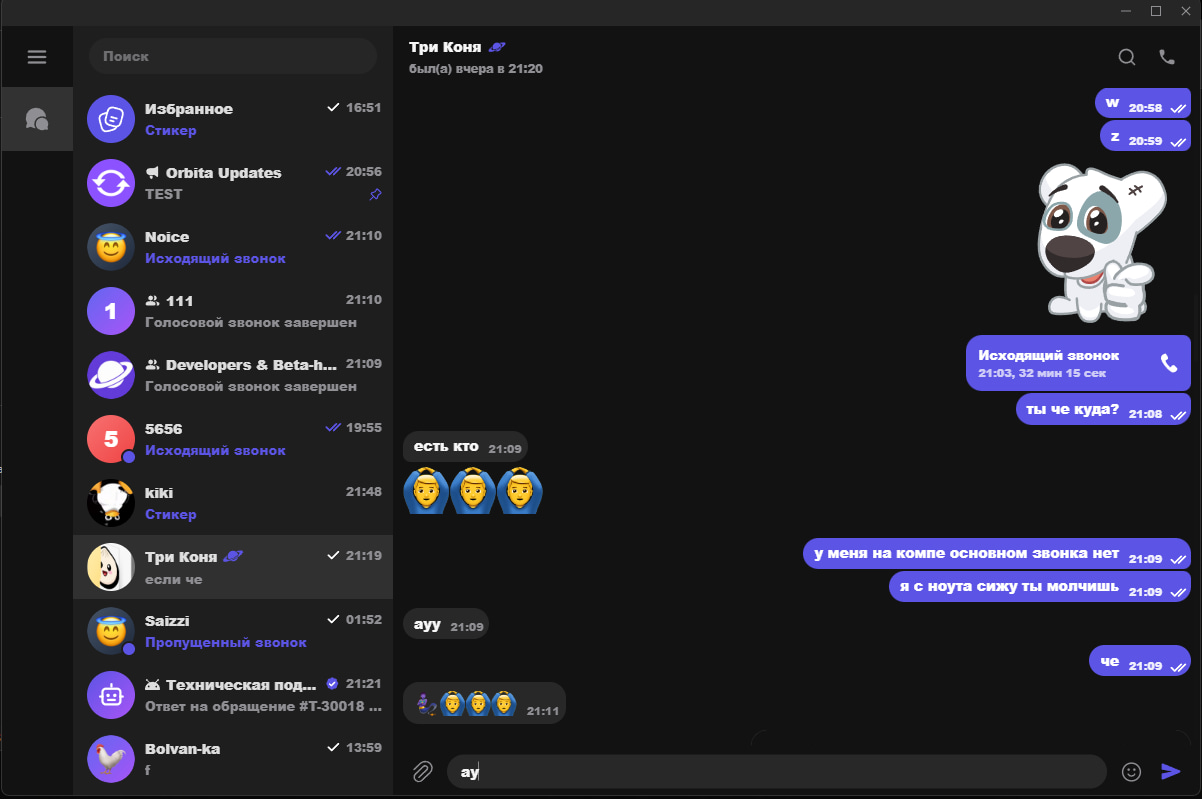 Поиск
Избранное 16:51
Стикер
Orbita Updates 20:56
TEST
Noice 21:10
Исходящий звонок
1 111 21:10
Голосовой звонок завершен
Developers & Beta-h... 21:09
Голосовой звонок завершен
5 5656 19:55
Исходящий звонок
kiki 21:48
Стикер
Три Коня 21:19
если че
Saizzi 01:52
Пропущенный звонок
Техническая под... 21:21
Ответ на обращение #T-30018 ...
Bolvan-ka 13:59
f
Три Коня
был(а) вчера в 21:20
w 20:58
z 20:59
Исходящий звонок
21:03, 32 мин 15 сек
ты че куда? 21:08
есть кто 21:09
у меня на компе основном звонка нет 21:09
я с ноута сижу ты молчишь 21:09
ауу 21:09
че 21:09
21:11
ау